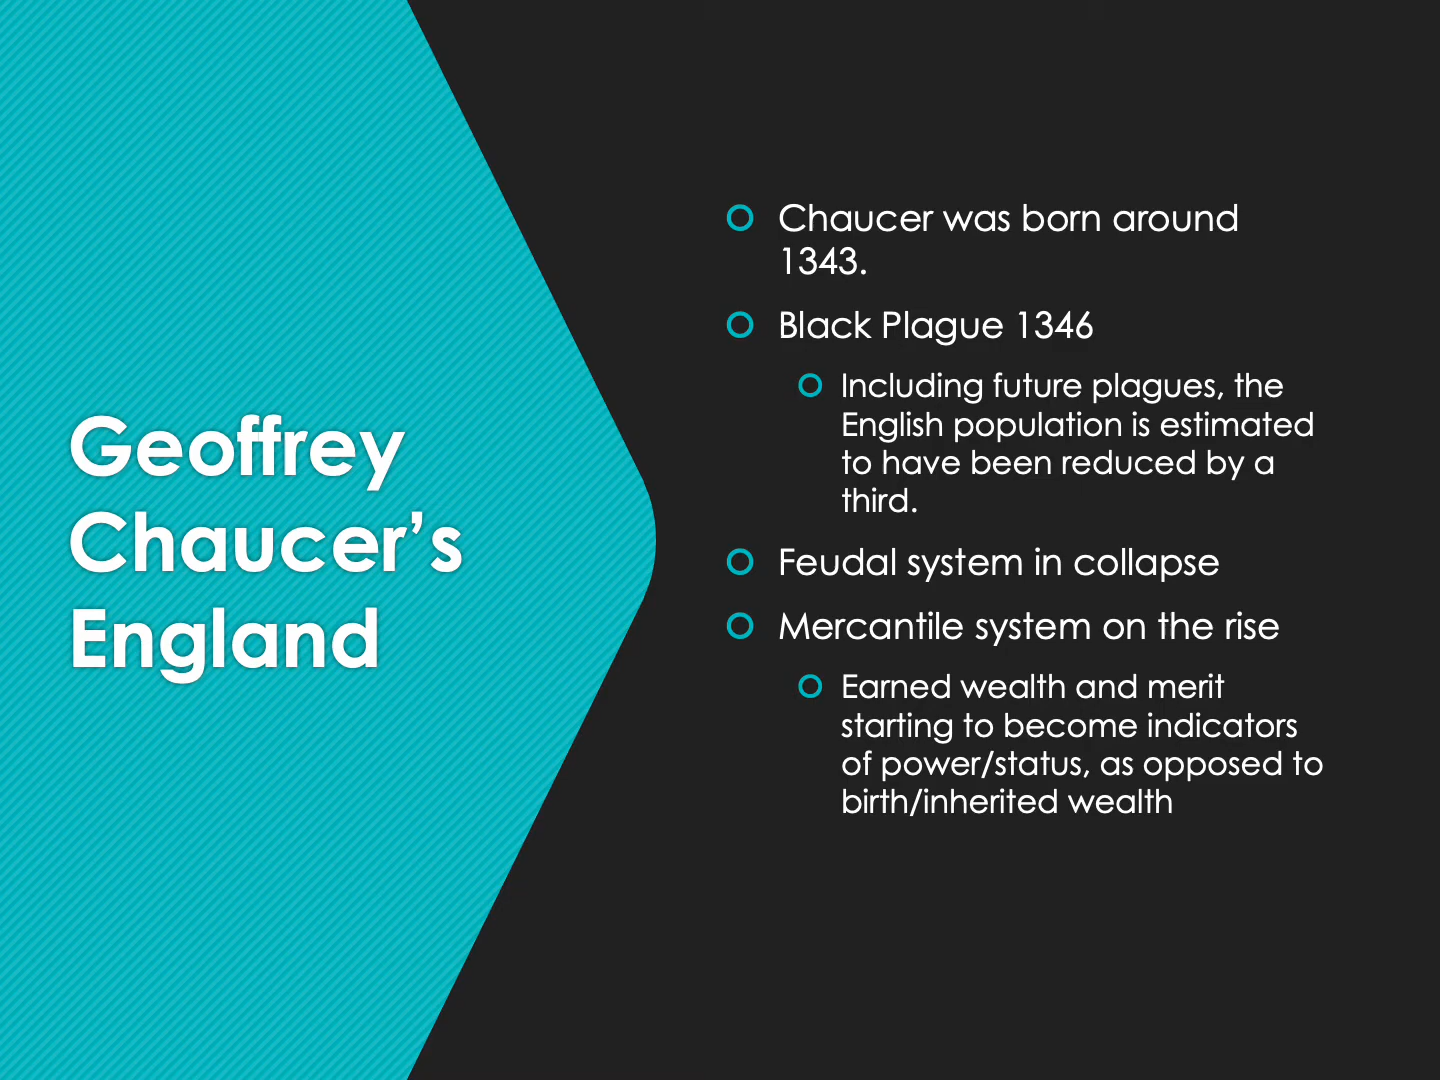 Geoffrey
Chaucer’s
England
Chaucer was born around
1343.
Black Plague 1346
Including future plagues, the
English population is estimated
to have been reduced by a
third.
Feudal system in collapse
Mercantile system on the rise
Earned wealth and merit
starting to become indicators
of power/status, as opposed to
birth/inherited wealth